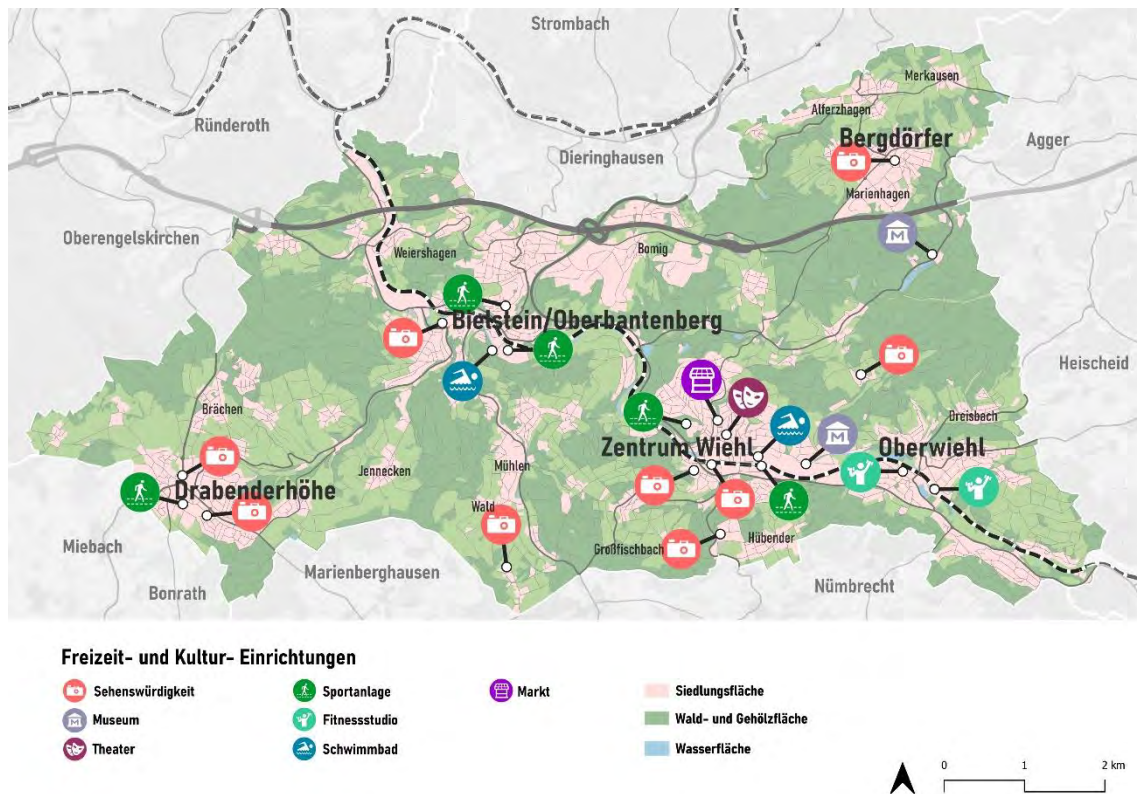 Strombach
Merkausen
Alferzhagen
Ründeroth
Bergdörfer
Agger
Dieringhausen
Marienhagen
Oberengelskirchen
Weiershagen
Bomig
Bielstein/Oberbantenberg
Heischeid
Brächen
Dreisbach
Zentrum Wiehl
Oberwiehl
Jennecken
Mühlen
Drabenderhöhe
Wald
Miebach
Großfischbach
Hübender
Marienberghausen
Bonrath
Nümbrecht
Freizeit- und Kultur- Einrichtungen
Sehenswürdigkeit
Sportanlage
Markt
Siedlungsfläche
Museum
Fitnessstudio
Wald- und Gehölzfläche
Theater
Schwimmbad
Wasserfläche
0 1 2 km